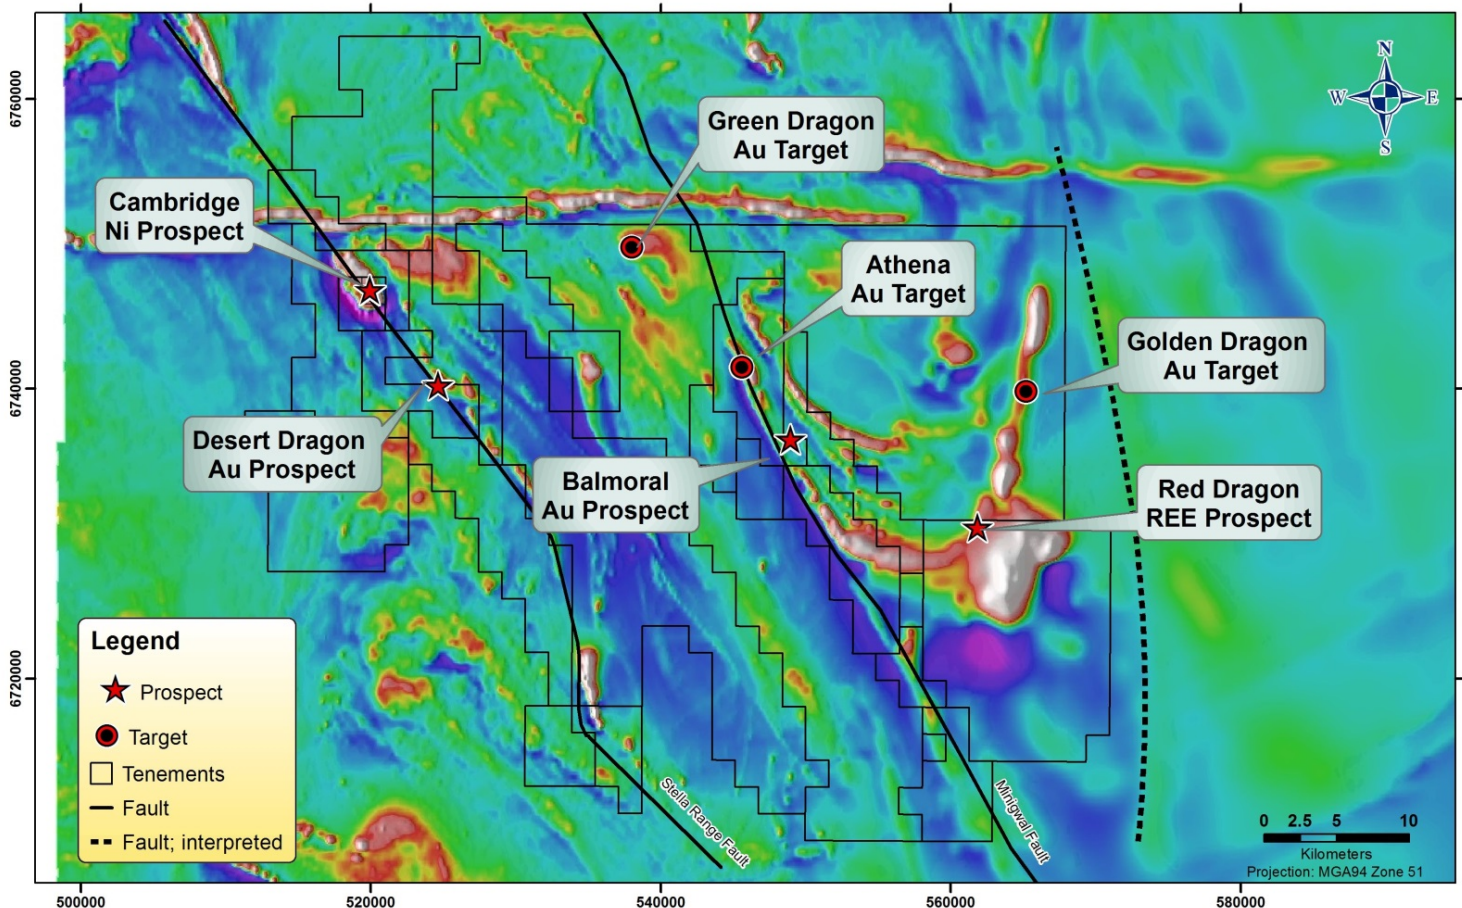 N
W
E
S
Green Dragon
Au Target
Cambridge
Ni Prospect
Athena
Au Target
Golden Dragon
Au Target
Desert Dragon
Au Prospect
Balmoral
Au Prospect
Red Dragon
REE Prospect
Legend
Prospect
Target
Tenements
Fault
Fault; interpreted
Stella Range Fault
Minigwal Fault
0 2.5 5 10
Kilometers
Projection: MGA94 Zone 51
6760000
6740000
6720000
500000 520000 540000 560000 580000